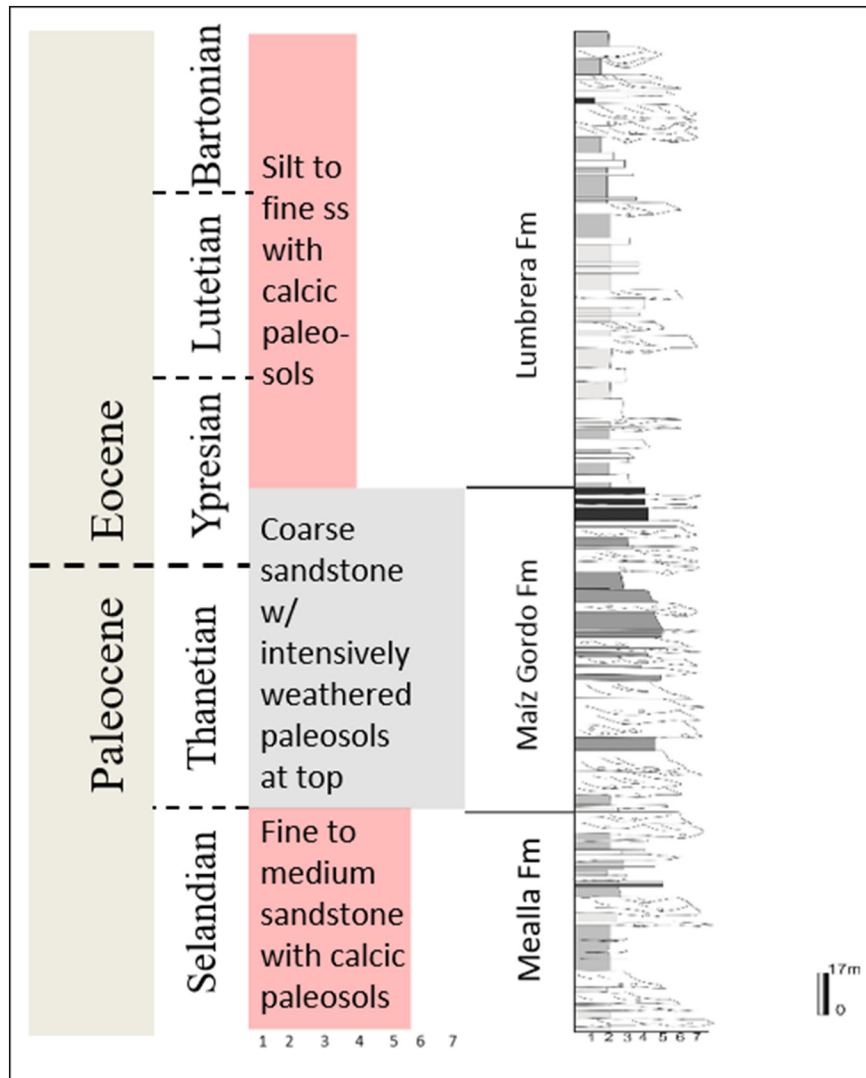 Eocene
Paleocene
Bartonian
Lutetian
Ypresian
Thanetian
Selandian
Silt to
fine ss
with
calcic
paleo-
sols
Coarse
sandstone
w/
intensively
weathered
paleosols
at top
Fine to
medium
sandstone
with calcic
paleosols
1 2 3 4 5 6 7
Lumbrera Fm
Maíz Gordo Fm
Mealla Fm
1 2 3 4 5 6 7
17m
0